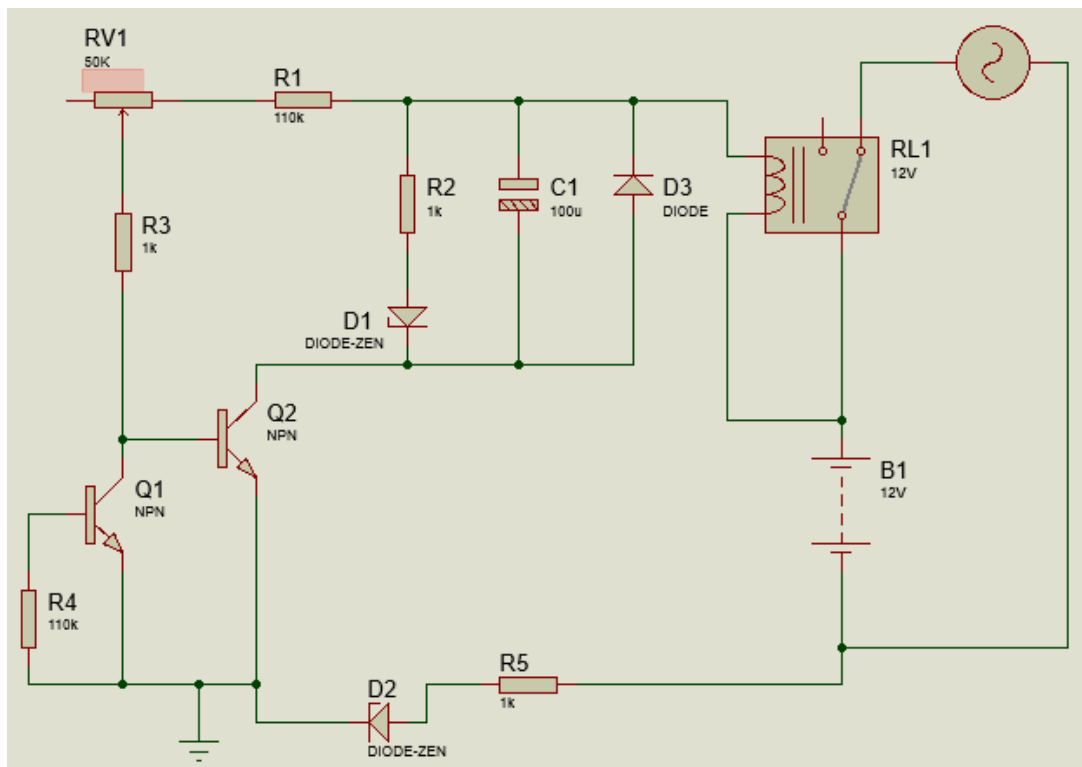 RV1
50K
R1
110k
R2
1k
C1
100u
D3
DIODE
RL1
12V
R3
1k
D1
DIODE-ZEN
Q2
NPN
Q1
NPN
B1
12V
R4
110k
R5
1k
D2
DIODE-ZEN